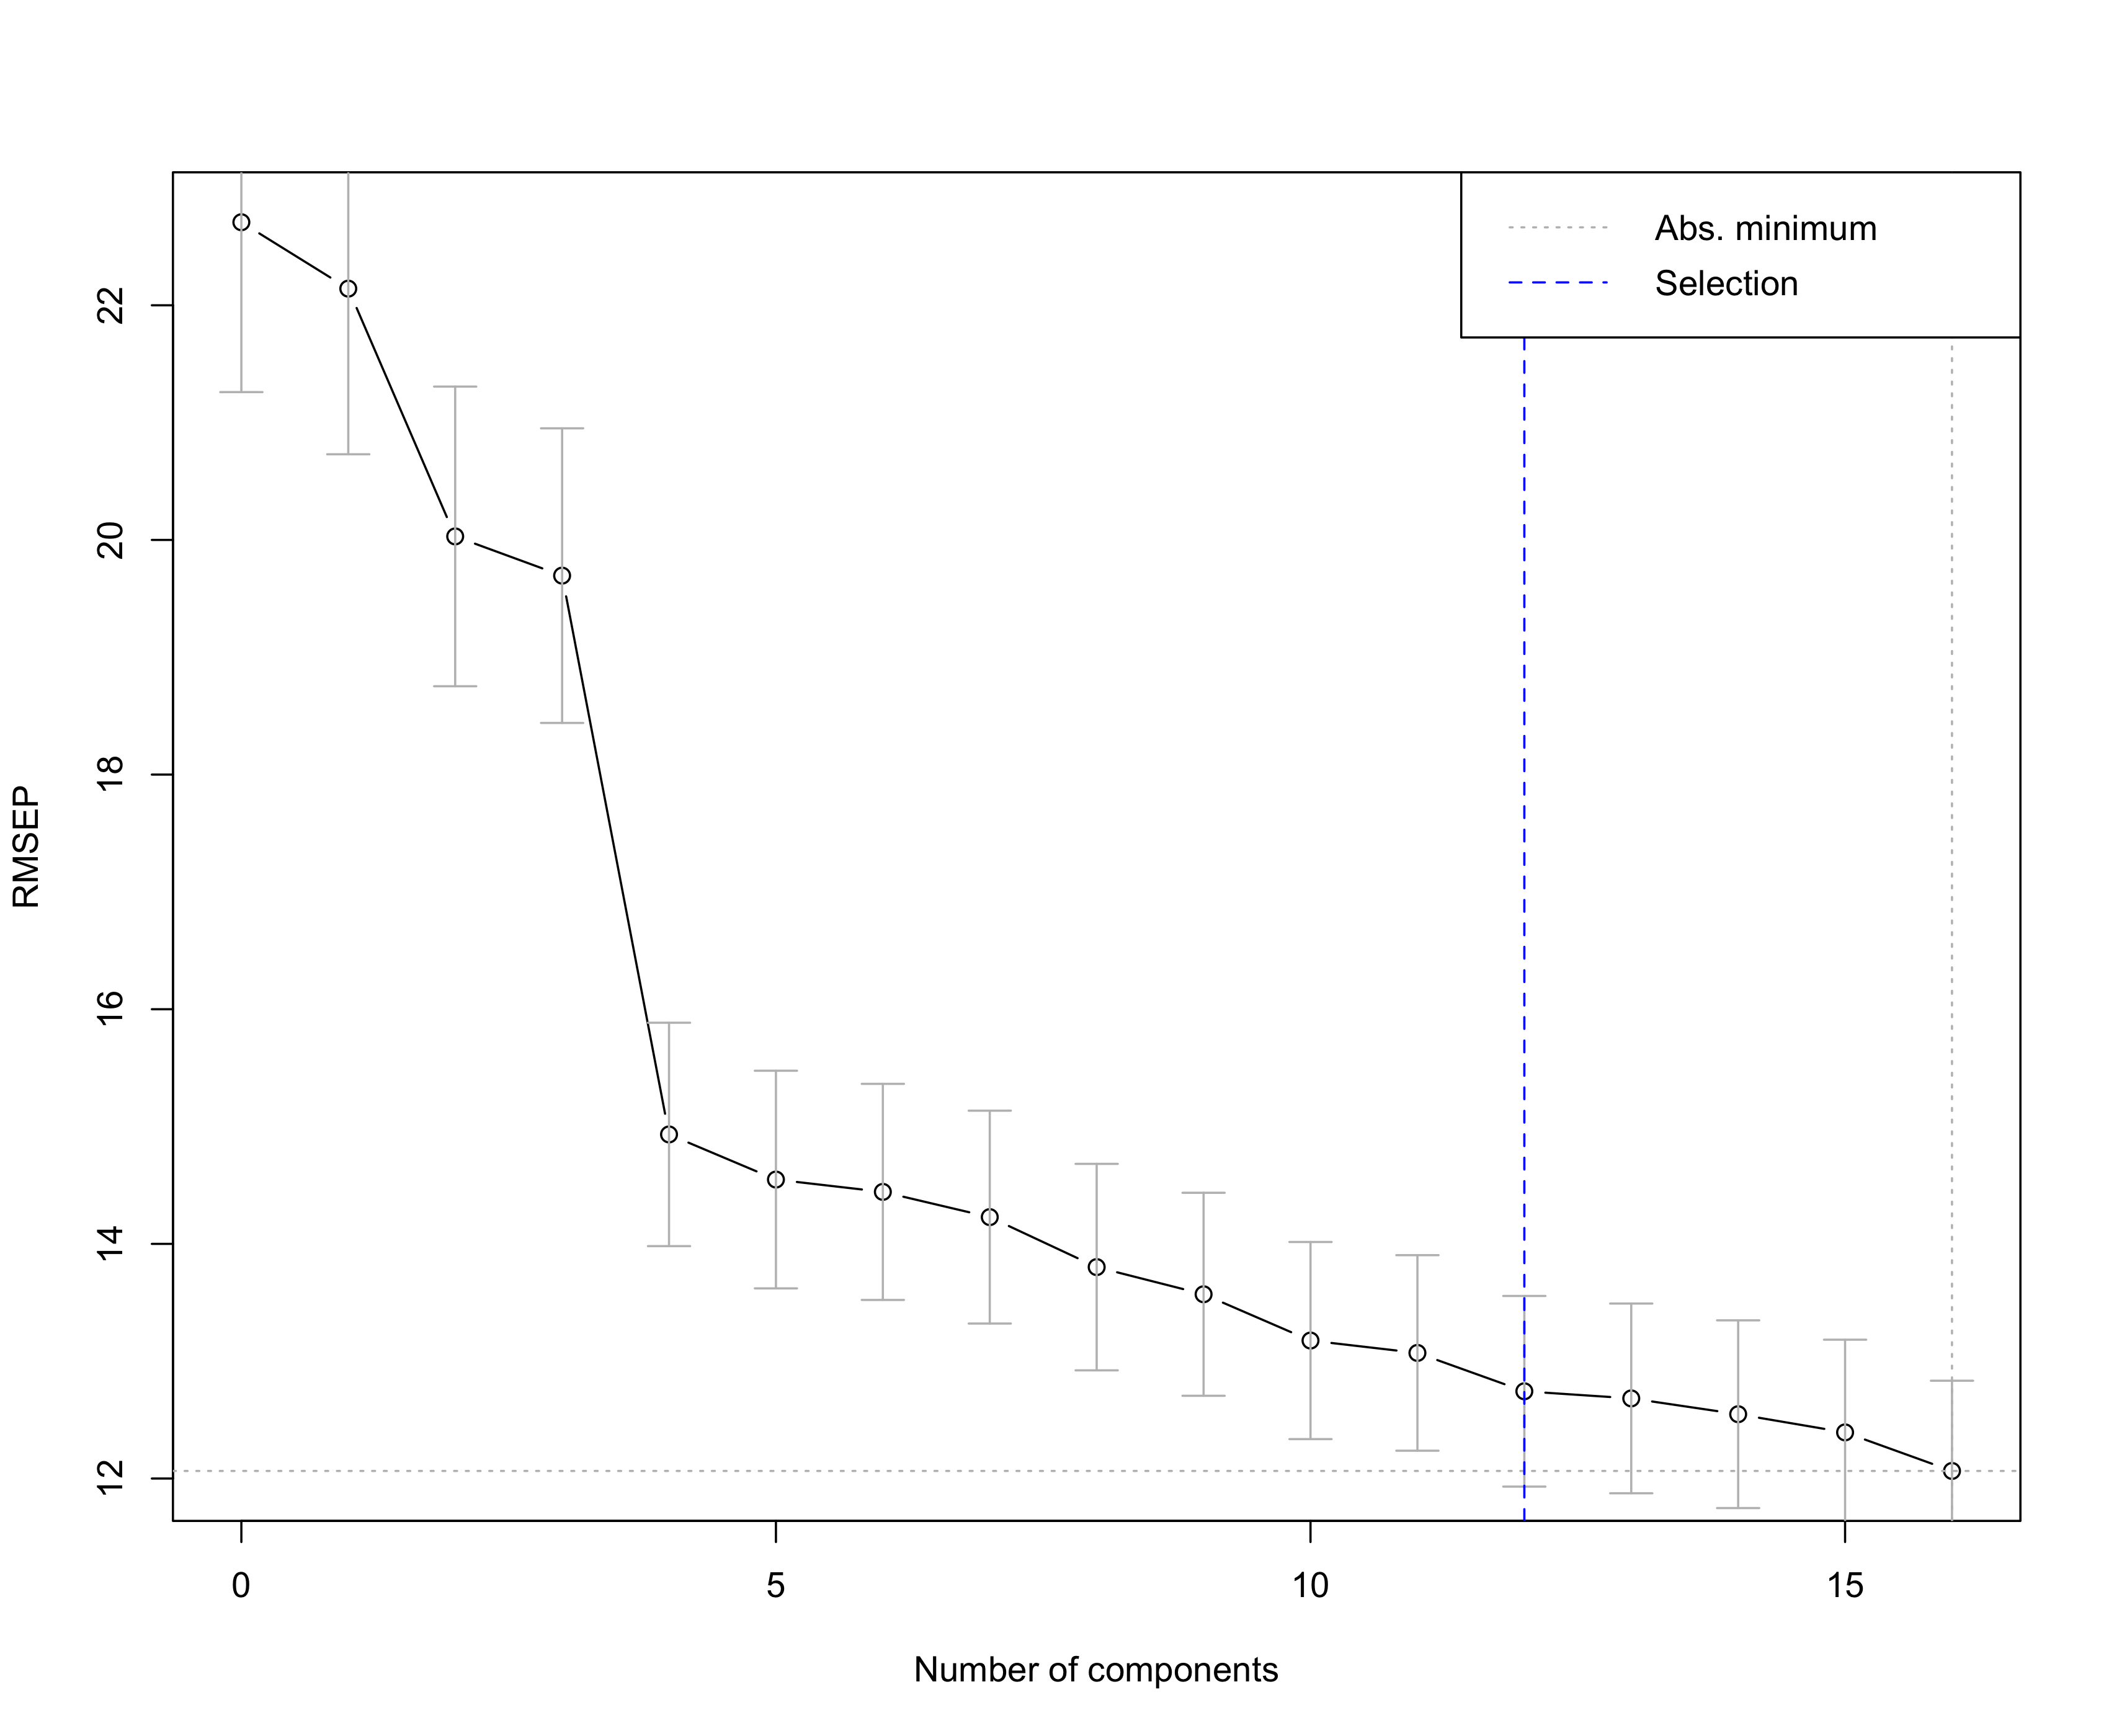 Abs. minimum
Selection
RMSEP
22
20
18
16
14
12
0 5 10 15
Number of components